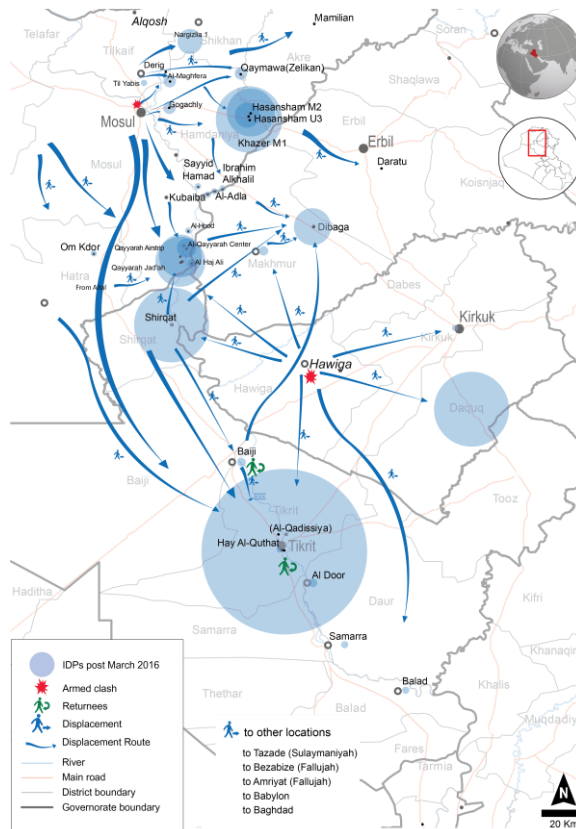 Alqosh
Mamilian
Telafar
Soran
Nargizlia 1
Shikhan
Tilkaif
Akre
Derig
Al-Maghfera
Qaymawa(Zelikan)
Shaqlawa
Til Yabis
Gogachly
Hasansham M2
Mosul
Hasansham U3
Hamdaniya
Erbil
Khazer M1
Erbil
Mosul
Sayyid
Hamad
Ibrahim
Alkhalil
Daratu
Koisnjaq
Kubaiba
Al-Adla
Al-Hood
Dibaga
Om Kdor
Qayyarah Airstrip
Al-Qayyarah Center
Hatra
Qayyarah Jad'ah
Al Haj Ali
Makhmur
From Altal
Dabes
Shirqat
Kirkuk
Shirqat
Kirkuk
Hawiga
Hawiga
Daquq
Baiji
Baiji
Tooz
Tikrit
(Al-Qadissiya)
Hay Al-Quthat
Tikrit
Haditha
Al Door
Daur
Kifri
Samarra
Samarra
Khanaqin
Balad
Thethar
Khalis
Balad
Muqdadiy
Fares
Tarmia
IDPs post March 2016
Armed clash
Returnees
Displacement
Displacement Route
River
Main road
District boundary
Governorate boundary
to other locations
to Tazade (Sulaymaniyah)
to Bezabize (Fallujah)
to Amriyat (Fallujah)
to Babylon
to Baghdad
N
20 Km